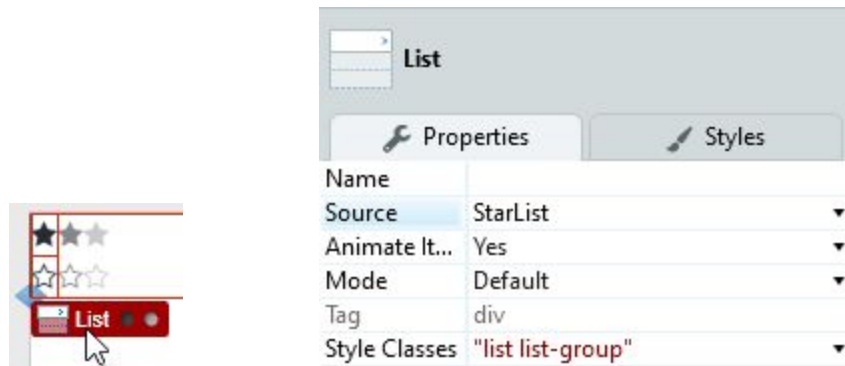 List
Properties
Styles
Name
Source StarList
Animate It... Yes
Mode Default
Tag div
Style Classes "list list-group"
List